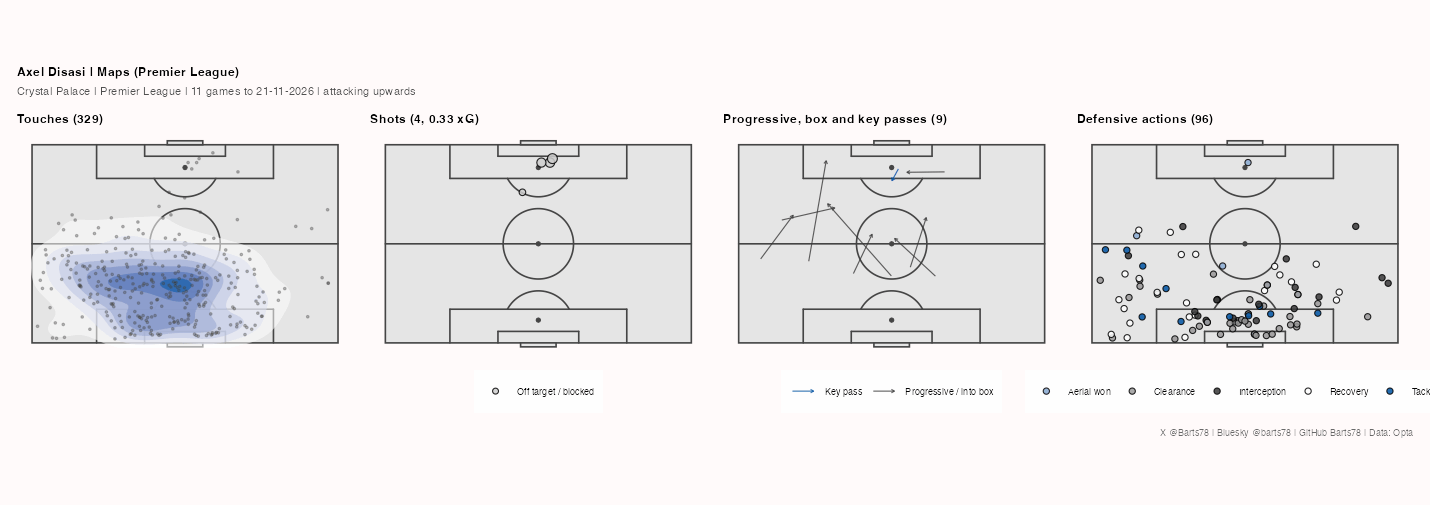 Axel Disasi | Maps (Premier League)
Crystal Palace | Premier League | 11 games to 21-11-2026 | attacking upwards
Touches (329)
Shots (4, 0.33 xG)
Progressive, box and key passes (9)
Defensive actions (96)
Off target / blocked
Key pass
Progressive / into box
Aerial won
Clearance
Interception
Recovery
Tack
X @Barts78 | Bluesky @barts78 | GitHub Barts78 | Data: Opta